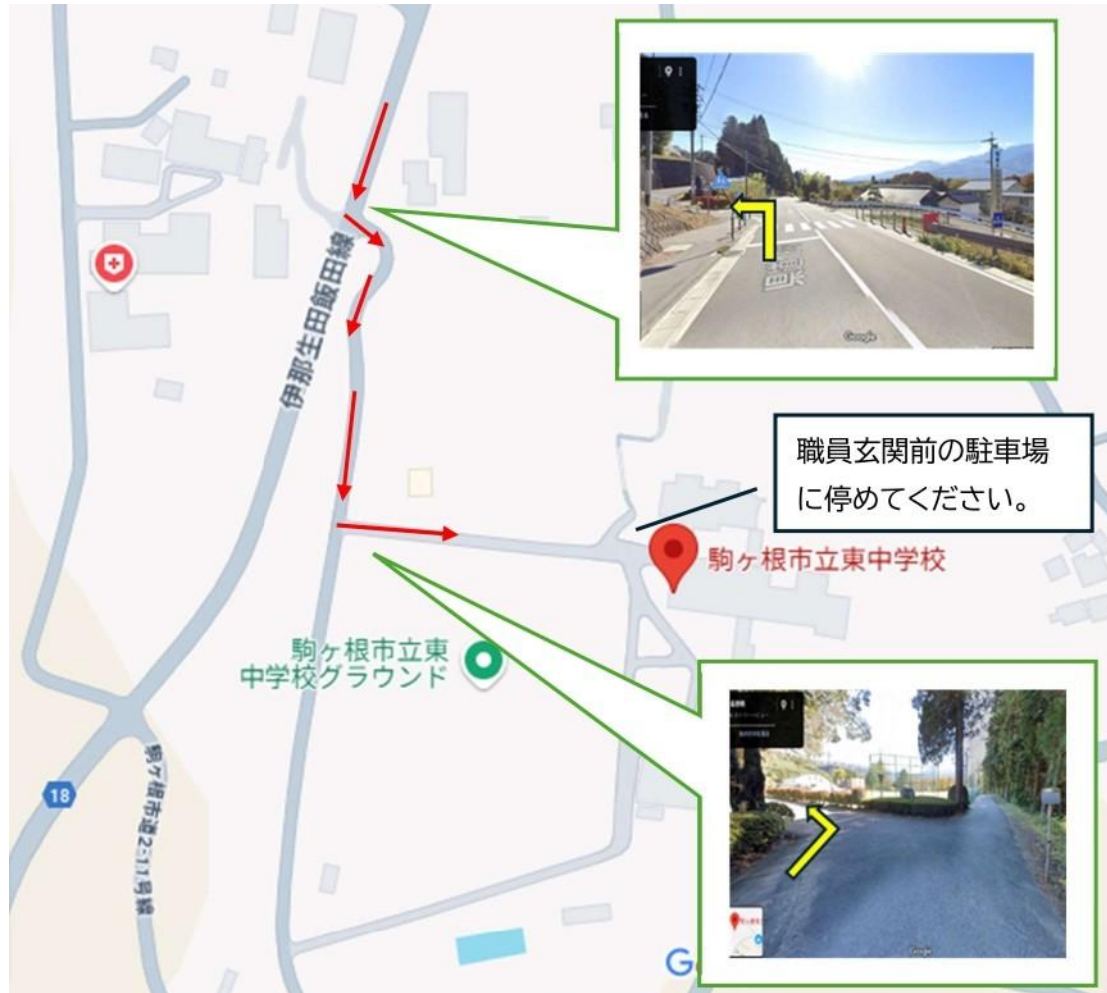 伊那生田飯田線
職員玄関前の駐車場
に停めてください。
駒ヶ根市立東中学校
駒ヶ根市立東
中学校グラウンド
18
駒ヶ根市道2-11号線
Google
Google